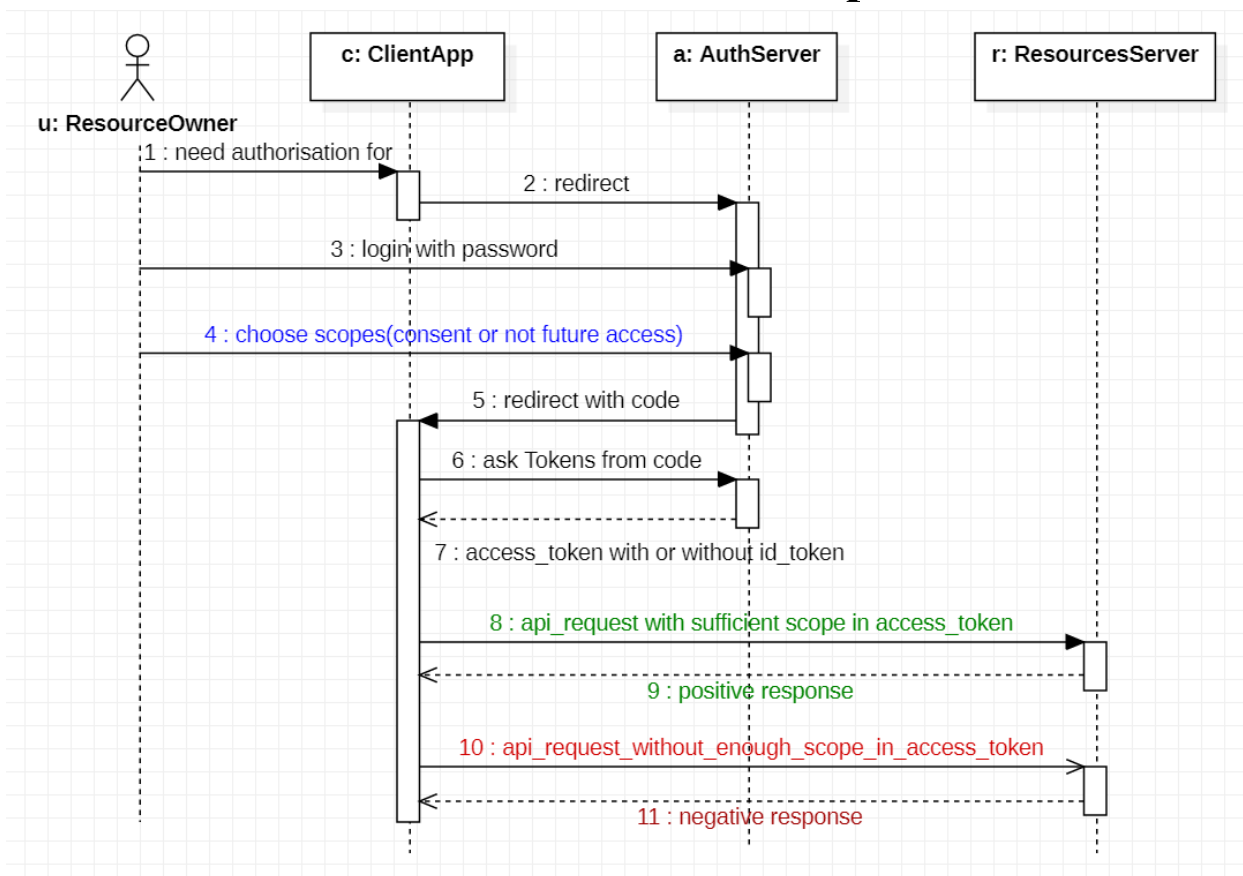 c: ClientApp
a: AuthServer
r: ResourcesServer
u: ResourceOwner
1 : need authorisation for
2 : redirect
3 : login with password
4 : choose scopes(consent or not future access)
5 : redirect with code
6 : ask Tokens from code
7 : access_token with or without id_token
8 : api_request with sufficient scope in access_token
9 : positive response
10 : api_request_without_enough_scope_in_access_token
11 : negative response